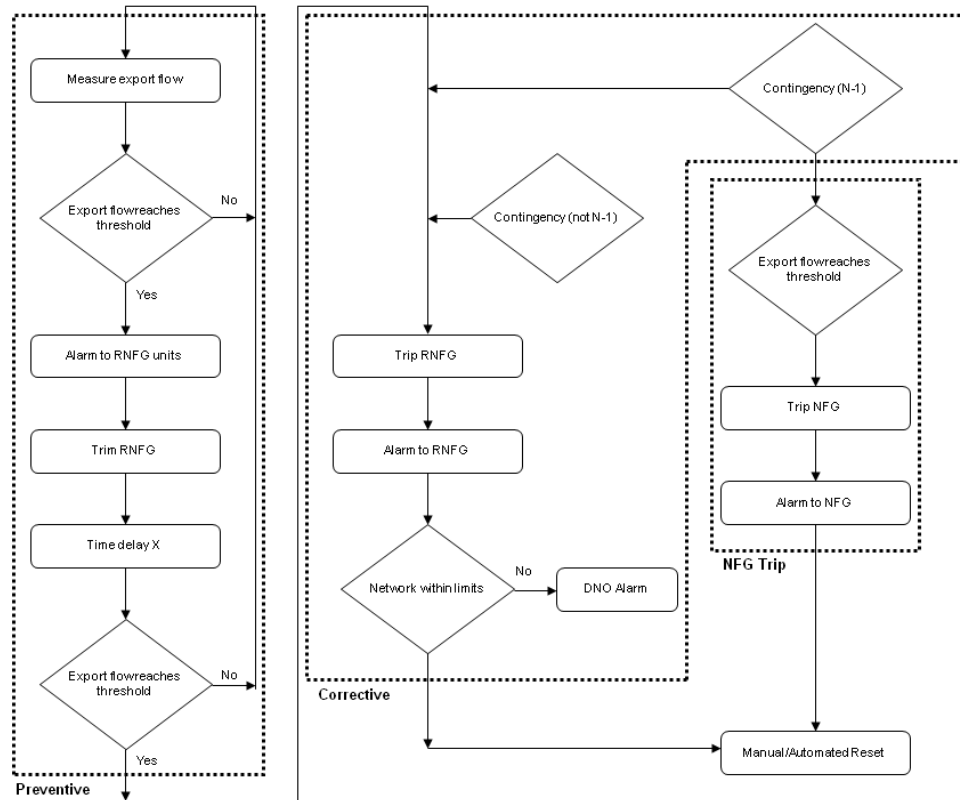 Measure export flow
Export flowreaches
threshold
No
Yes
Alarm to RNFG units
Trim RNFG
Time delay X
Export flowreaches
threshold
No
Yes
Preventive
Contingency (N-1)
Contingency (not N-1)
Trip RNFG
Alarm to RNFG
Network within limits
No
DNO Alarm
Corrective
Export flowreaches
threshold
Trip NFG
Alarm to NFG
NFG Trip
Manual/Automated Reset